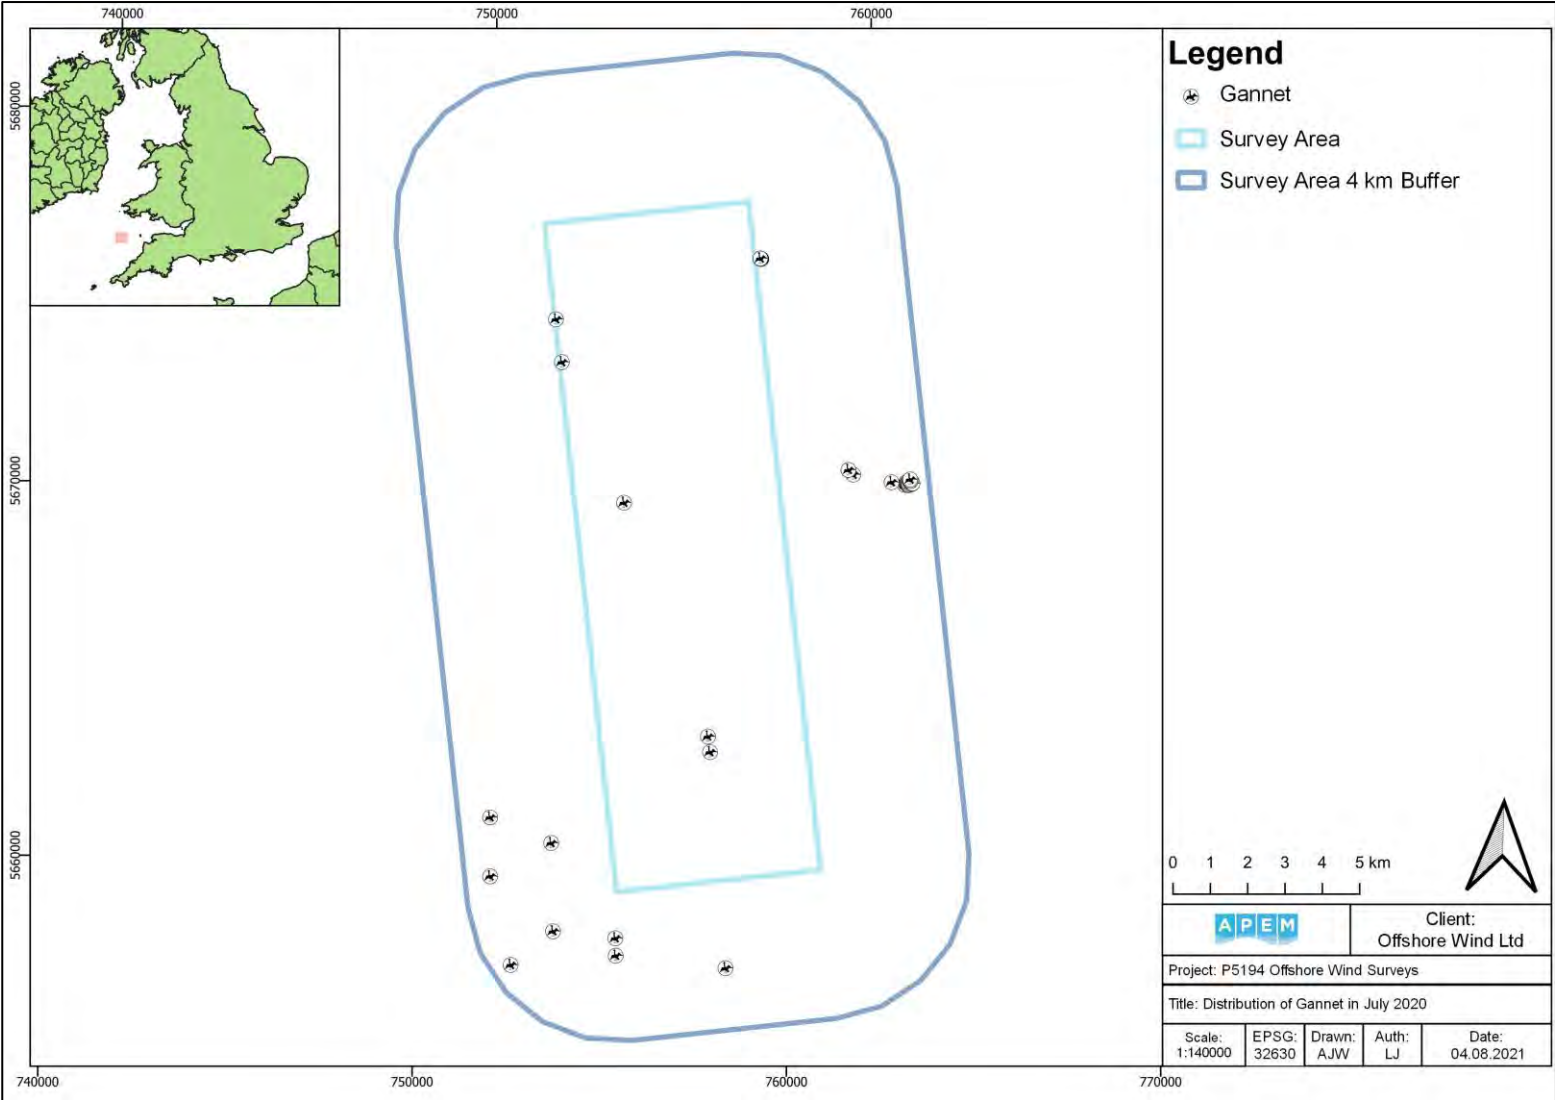 740000
750000
760000
5680000
5670000
5660000
Legend
Gannet
Survey Area
Survey Area 4 km Buffer
0 1 2 3 4 5 km
APEM
Client:
Offshore Wind Ltd
Project: P5194 Offshore Wind Surveys
Title: Distribution of Gannet in July 2020
Scale:
1:140000
EPSG:
32630
Drawn:
AJW
Auth:
LJ
Date:
04.08.2021
740000
750000
760000
770000